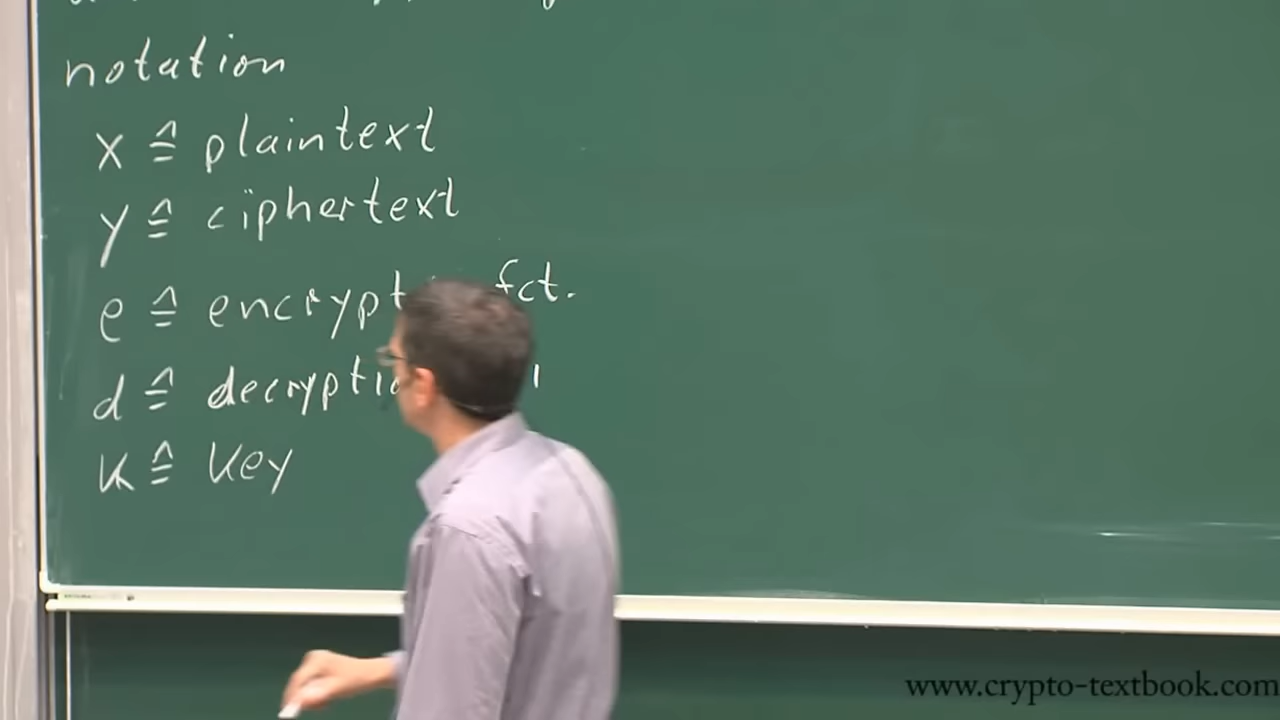 notation
x ≙ plaintext
y ≙ ciphertext
e ≙ encrypt fct.
d ≙ decryptio
k ≙ key
www.crypto-textbook.com